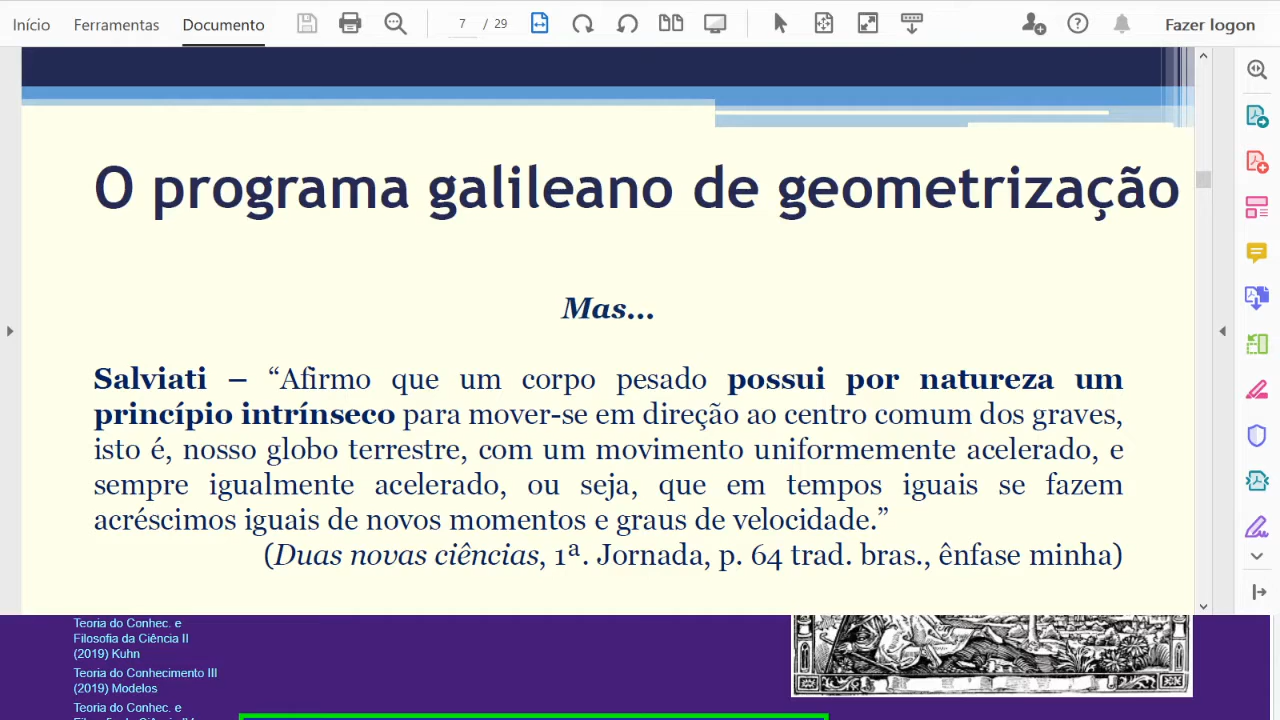 Início Ferramentas Documento 7 / 29 Fazer logon
O programa galileano de geometrização
Mas...
Salviati – “Afirmo que um corpo pesado possui por natureza um
princípio intrínseco para mover-se em direção ao centro comum dos graves,
isto é, nosso globo terrestre, com um movimento uniformemente acelerado, e
sempre igualmente acelerado, ou seja, que em tempos iguais se fazem
acréscimos iguais de novos momentos e graus de velocidade.”
(Duas novas ciências, 1ª. Jornada, p. 64 trad. bras., ênfase minha)
Teoria do Conhec. e
Filosofia da Ciência II
(2019) Kuhn
Teoria do Conhecimento III
(2019) Modelos
Teoria do Conhec. e